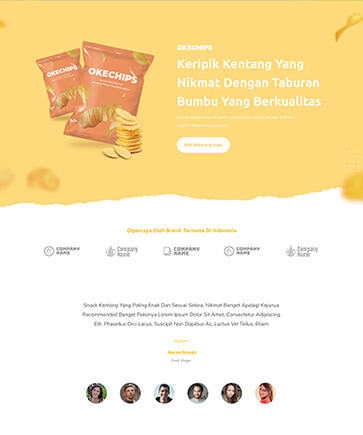 OKECHIPS
OKECHIPS
OKECHIPS
Keripik Kentang Yang
Nikmat Dengan Taburan
Bumbu Yang Berkualitas
Beli Sekarang Juga
Dipercaya Oleh Brand Ternama Di Indonesia
COMPANY NAME
Company Name
COMPANY NAME
COMPANY NAME
Company Name
Snack Kentang Yang Paling Enak Dan Sesuai Selera, Nikmat Banget Apalagi Kejunya
Recommended Banget Pokonya Lorem Ipsum Dolor Sit Amet, Consectetur Adipiscing
Elit. Phasellus Orci Lacus, Suscipit Non Dapibus Ac, Luctus Vel Tellus. Etiam
Aaron Nunez
Food Vloger